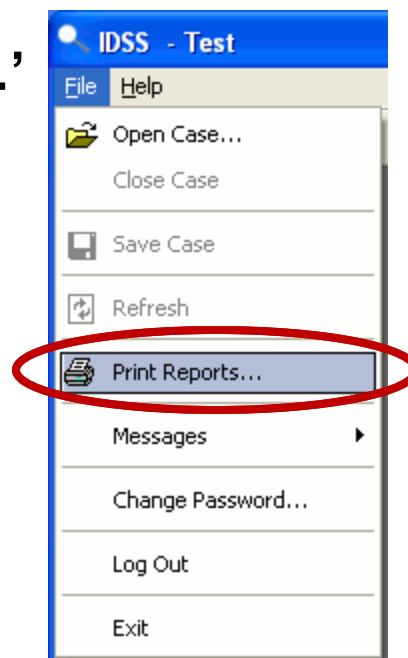 IDSS - Test
File Help
Open Case...
Close Case
Save Case
Refresh
Print Reports...
Messages
Change Password...
Log Out
Exit